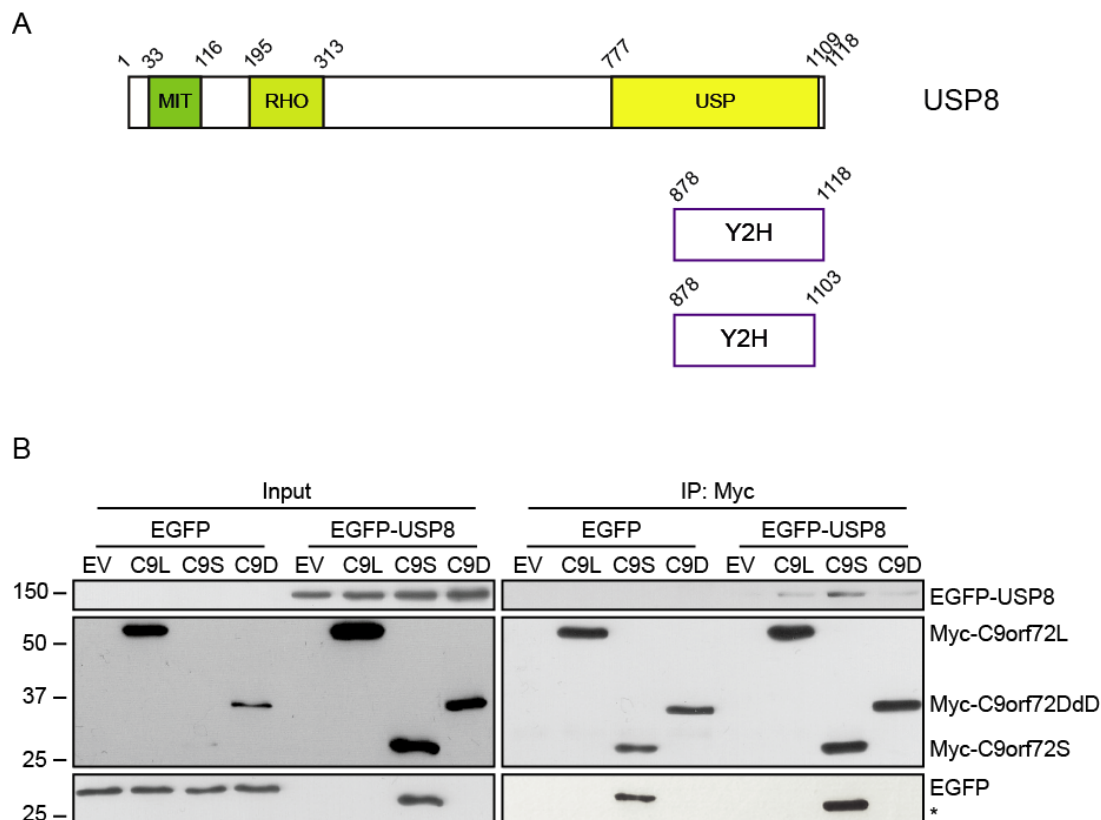 A
1 33 116 195 313 777 1109 1118
MIT RHO USP USP8
878 1118
Y2H
878 1103
Y2H
B
Input IP: Myc
EGFP EGFP-USP8 EGFP EGFP-USP8
EV C9L C9S C9D EV C9L C9S C9D EV C9L C9S C9D EV C9L C9S C9D
150 – EGFP-USP8
Myc-C9orf72L
50 –
37 – Myc-C9orf72DdD
Myc-C9orf72S
25 –
EGFP
*
25 –